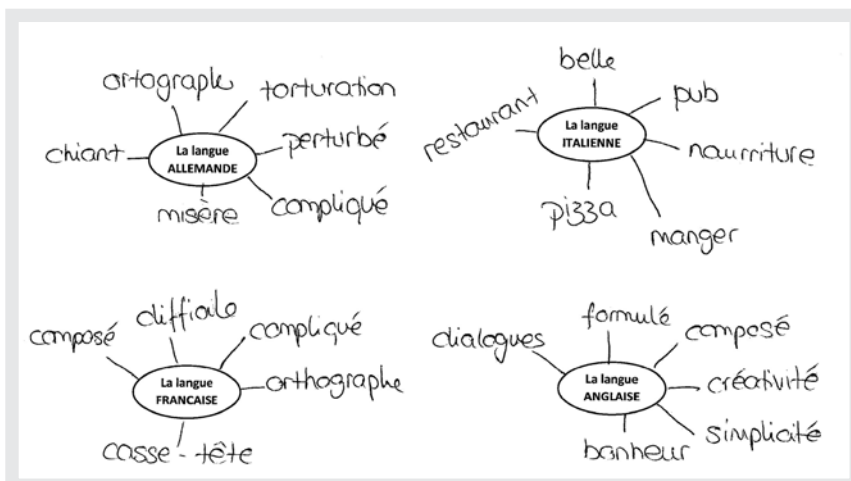 ortographe
torturation
chiant
La langue
ALLEMANDE
perturbé
misère
compliqué
belle
restaurant
pub
La langue
ITALIENNE
nourriture
pizza
manger
composé
difficile
compliqué
La langue
FRANCAISE
orthographe
casse-tête
dialogues
formulé
composé
La langue
ANGLAISE
créativité
simplicité
bonheur